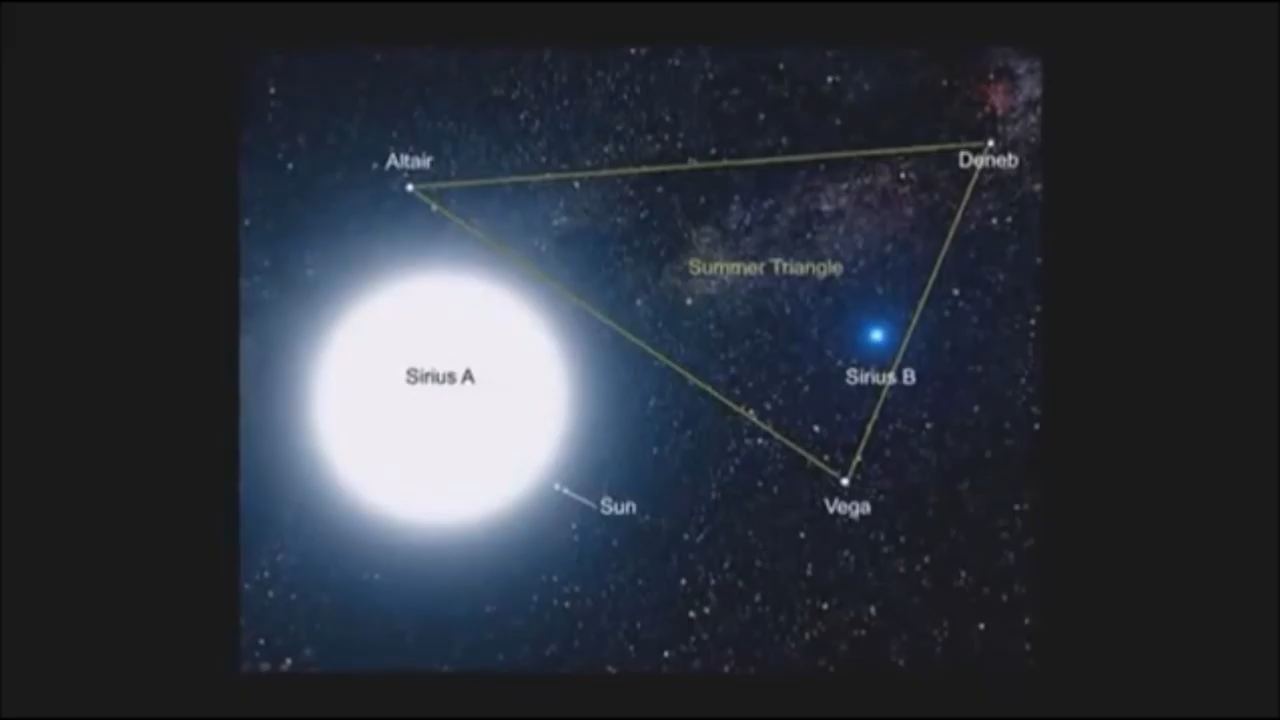 Altair
Deneb
Summer Triangle
Sirius A
Sirius B
Sun
Vega